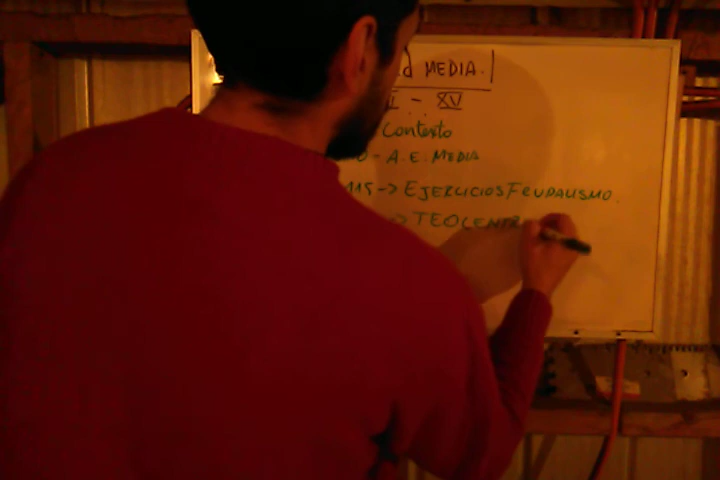 MEDIA.
- XV
Contexto
- A.E. MEDIA
115 -> EJERCICIOS FEUDALISMO.
-> TEOCENTR